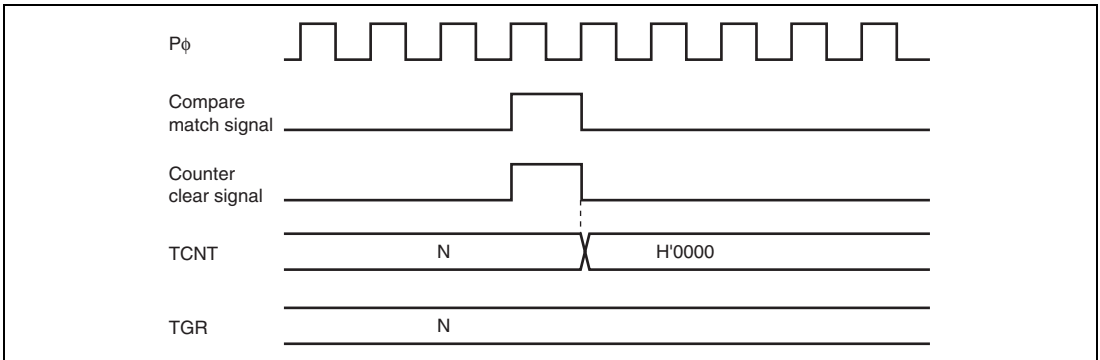 Pϕ
Compare
match signal
Counter
clear signal
TCNT
N
H'0000
TGR
N